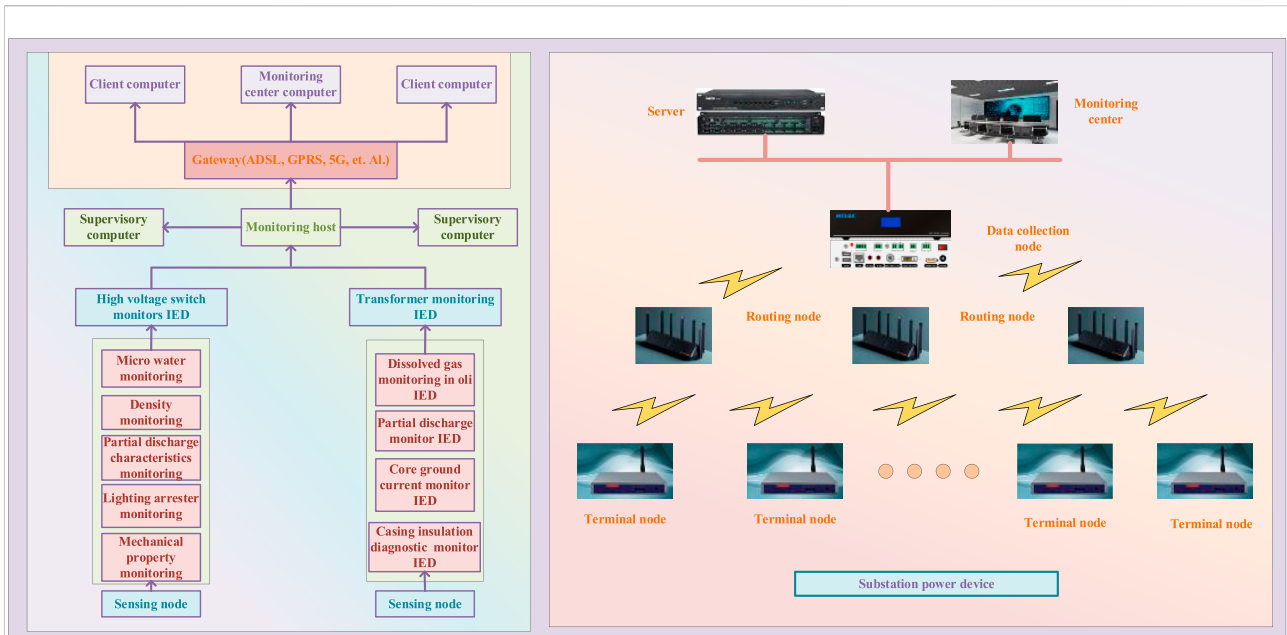 Client computer
Monitoring
center computer
Client computer
Gateway(ADSL, GPRS, 5G, et. Al.)
Supervisory
computer
Monitoring host
Supervisory
computer
High voltage switch
monitors IED
Transformer monitoring
IED
Micro water
monitoring
Density
monitoring
Partial discharge
characteristics
monitoring
Lighting arrester
monitoring
Mechanical
property
monitoring
Sensing node
Dissolved gas
monitoring in oli
IED
Partial discharge
monitor IED
Core ground
current monitor
IED
Casing insulation
diagnostic monitor
IED
Sensing node
Server
Monitoring
center
Data collection
node
Routing node
Routing node
Terminal node
Terminal node
Terminal node
Terminal node
Substation power device